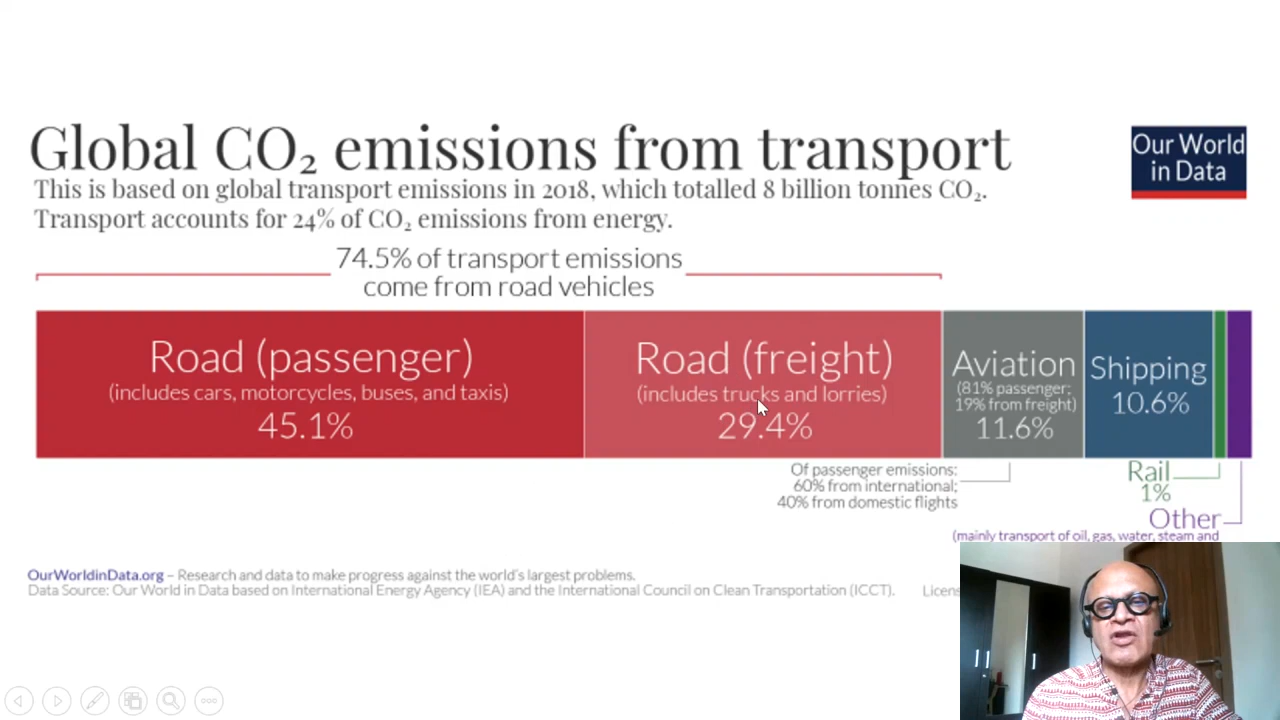 Global CO₂ emissions from transport
Our World
in Data
This is based on global transport emissions in 2018, which totalled 8 billion tonnes CO₂.
Transport accounts for 24% of CO₂ emissions from energy.
74.5% of transport emissions
come from road vehicles
Road (passenger)
(includes cars, motorcycles, buses, and taxis)
45.1%
Road (freight)
(includes trucks and lorries)
29.4%
Aviation
(81% passenger;
19% from freight)
11.6%
Shipping
10.6%
Of passenger emissions:
60% from international;
40% from domestic flights
Rail
1%
Other
(mainly transport of oil, gas, water, steam and
OurWorldinData.org – Research and data to make progress against the world's largest problems.
Data Source: Our World in Data based on International Energy Agency (IEA) and the International Council on Clean Transportation (ICCT).